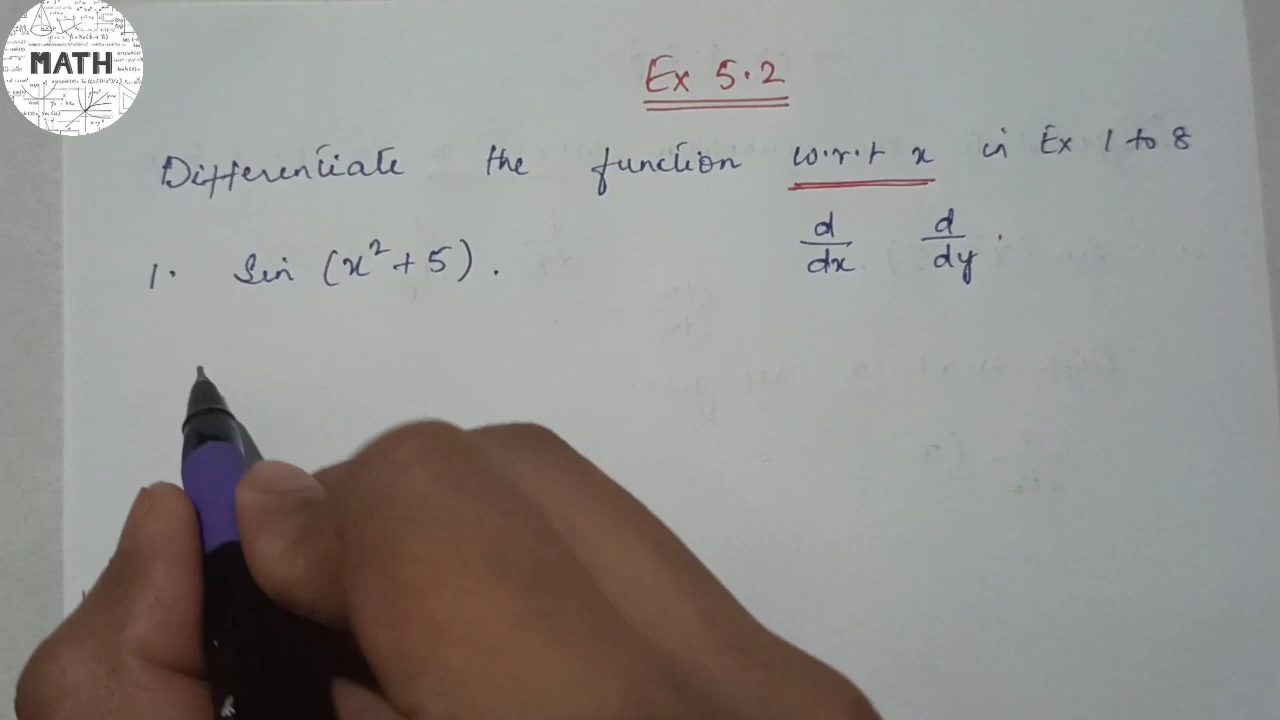 MATH
Ex 5.2
Differentiate the function w.r.t x in Ex 1 to 8
1. Sin (x² + 5).
d/dx d/dy.